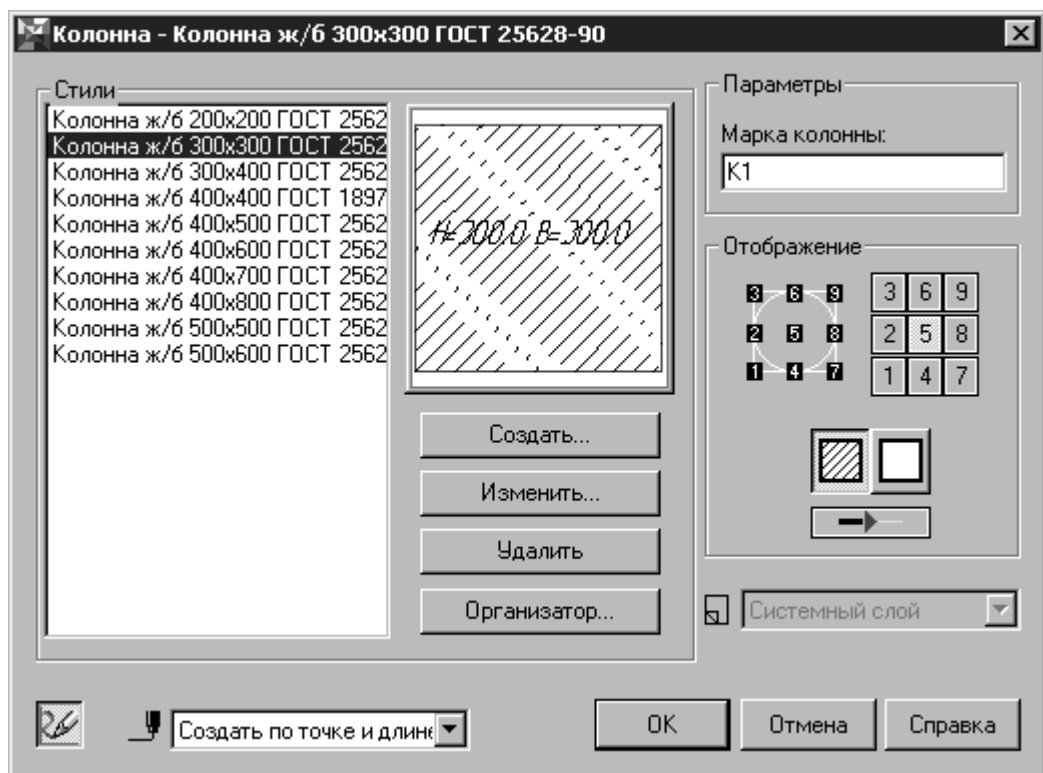 Колонна - Колонна ж/б 300х300 ГОСТ 25628-90
Стили
Колонна ж/б 200х200 ГОСТ 2562
Колонна ж/б 300х300 ГОСТ 2562
Колонна ж/б 300х400 ГОСТ 2562
Колонна ж/б 400х400 ГОСТ 1897
Колонна ж/б 400х500 ГОСТ 2562
Колонна ж/б 400х600 ГОСТ 2562
Колонна ж/б 400х700 ГОСТ 2562
Колонна ж/б 400х800 ГОСТ 2562
Колонна ж/б 500х500 ГОСТ 2562
Колонна ж/б 500х600 ГОСТ 2562
H=300.0 B=300.0
Создать...
Изменить...
Удалить
Организатор...
Параметры
Марка колонны:
К1
Отображение
3 6 9
2 5 8
1 4 7
3 6 9
2 5 8
1 4 7
Системный слой
Создать по точке и длине
OK
Отмена
Справка